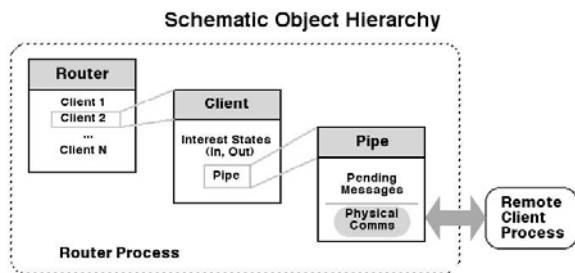 Schematic Object Hierarchy
Router
Client 1
Client 2
...
Client N
Client
Interest States
(In, Out)
Pipe
Pipe
Pending
Messages
Physical
Comms
Remote
Client
Process
Router Process